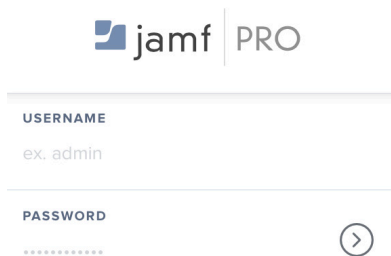 jamf PRO
USERNAME
ex. admin
PASSWORD
............